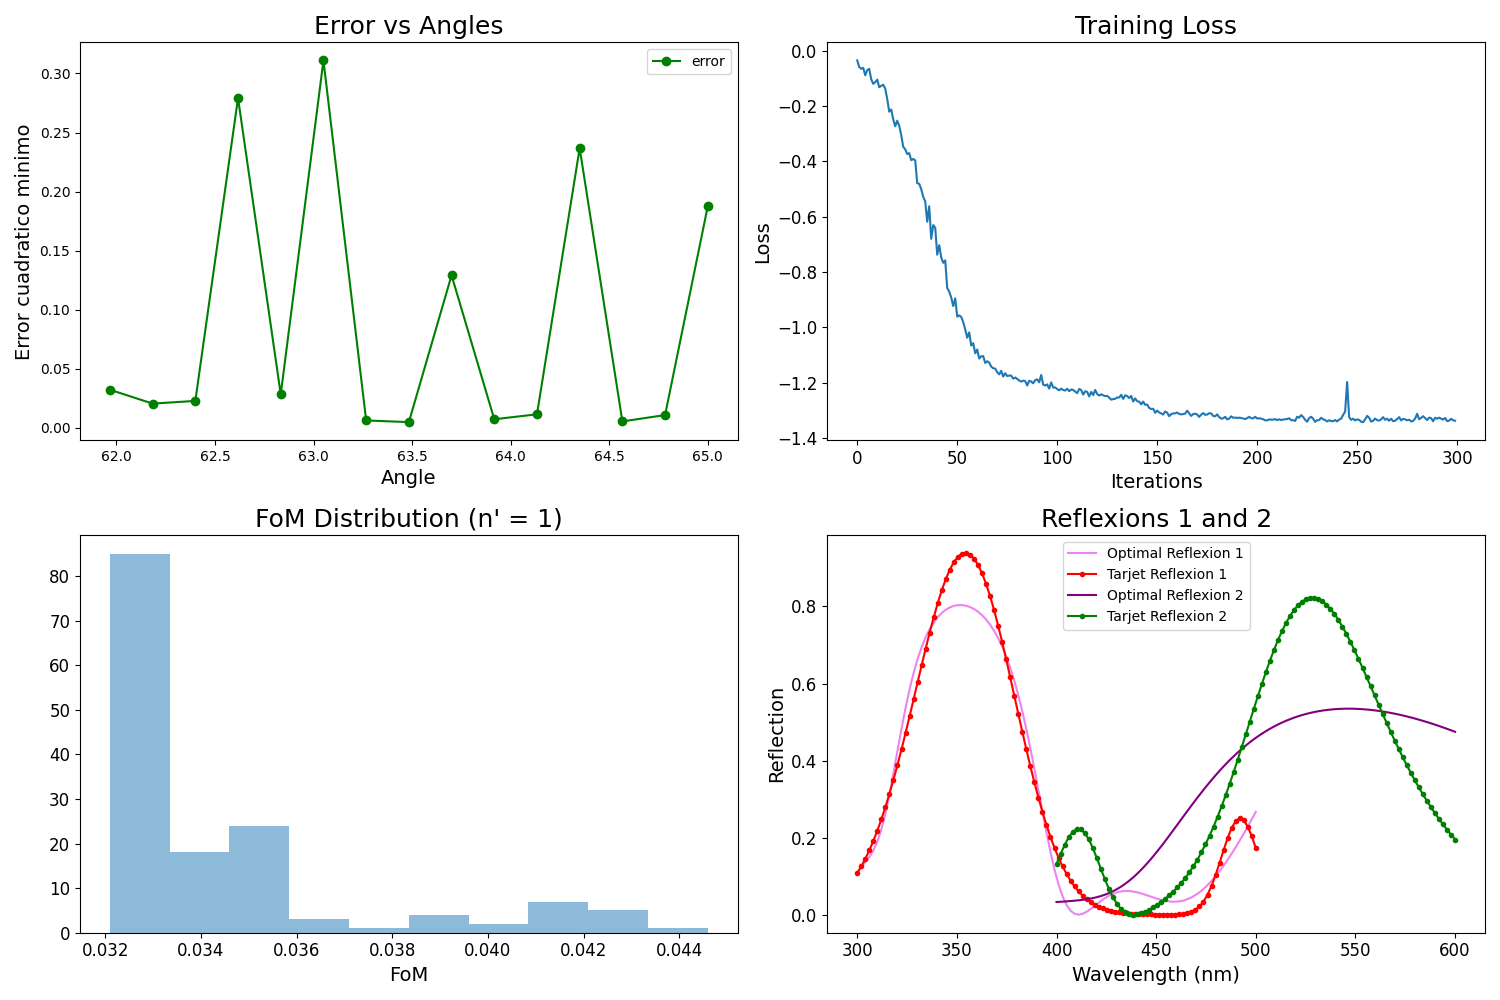 Error vs Angles
Error cuadratico minimo
0.30
0.25
0.20
0.15
0.10
0.05
0.00
error
62.0 62.5 63.0 63.5 64.0 64.5 65.0
Angle
Training Loss
Loss
0.0
−0.2
−0.4
−0.6
−0.8
−1.0
−1.2
−1.4
0 50 100 150 200 250 300
Iterations
FoM Distribution (n' = 1)
80
70
60
50
40
30
20
10
0
0.032 0.034 0.036 0.038 0.040 0.042 0.044
FoM
Reflexions 1 and 2
Reflection
0.8
0.6
0.4
0.2
0.0
Optimal Reflexion 1
Tarjet Reflexion 1
Optimal Reflexion 2
Tarjet Reflexion 2
300 350 400 450 500 550 600
Wavelength (nm)